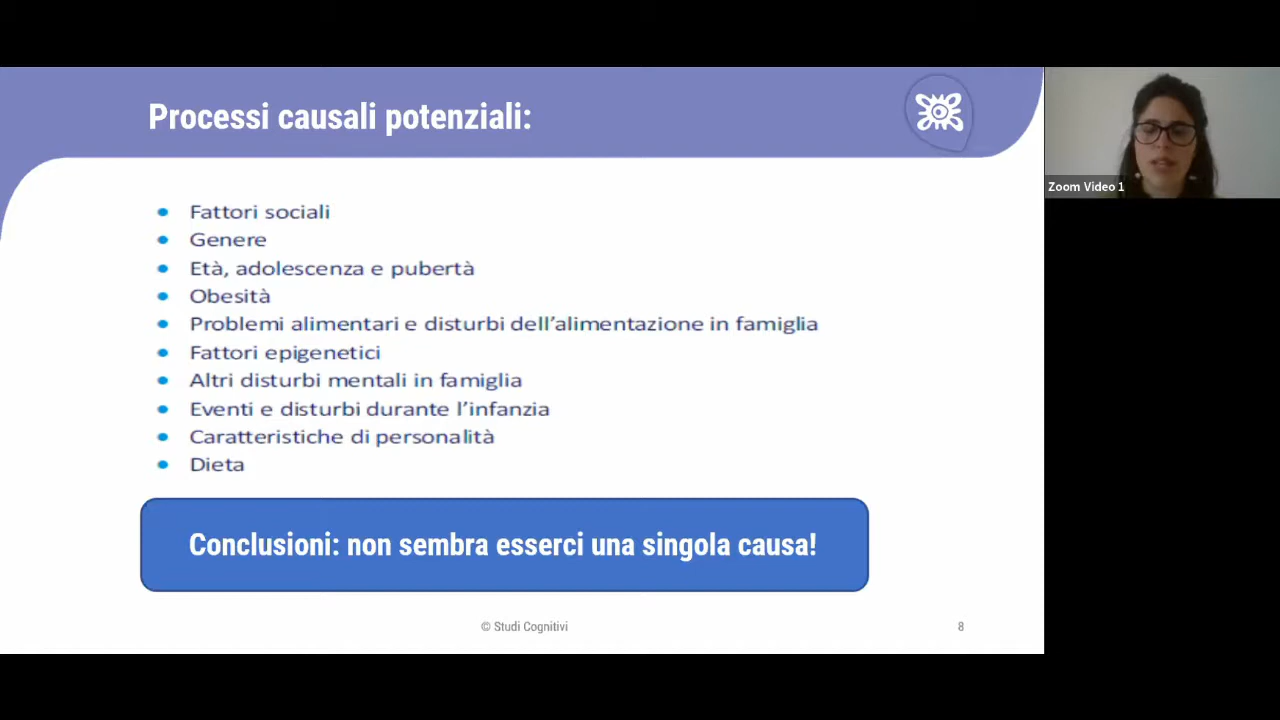 Processi causali potenziali:
Zoom Video 1
Fattori sociali
Genere
Età, adolescenza e pubertà
Obesità
Problemi alimentari e disturbi dell'alimentazione in famiglia
Fattori epigenetici
Altri disturbi mentali in famiglia
Eventi e disturbi durante l'infanzia
Caratteristiche di personalità
Dieta
Conclusioni: non sembra esserci una singola causa!
© Studi Cognitivi
8